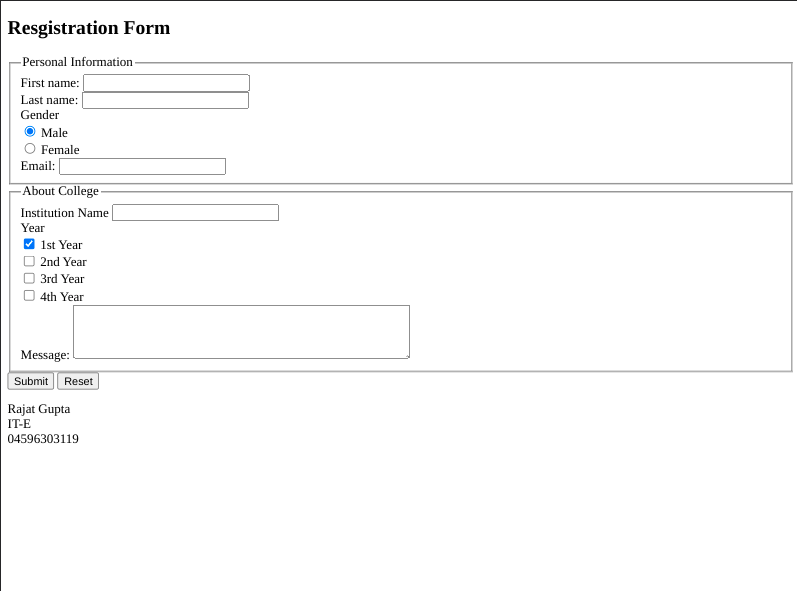 Resgistration Form
Personal Information
First name:
Last name:
Gender
Male
Female
Email:
About College
Institution Name
Year
1st Year
2nd Year
3rd Year
4th Year
Message:
Submit Reset
Rajat Gupta
IT-E
04596303119